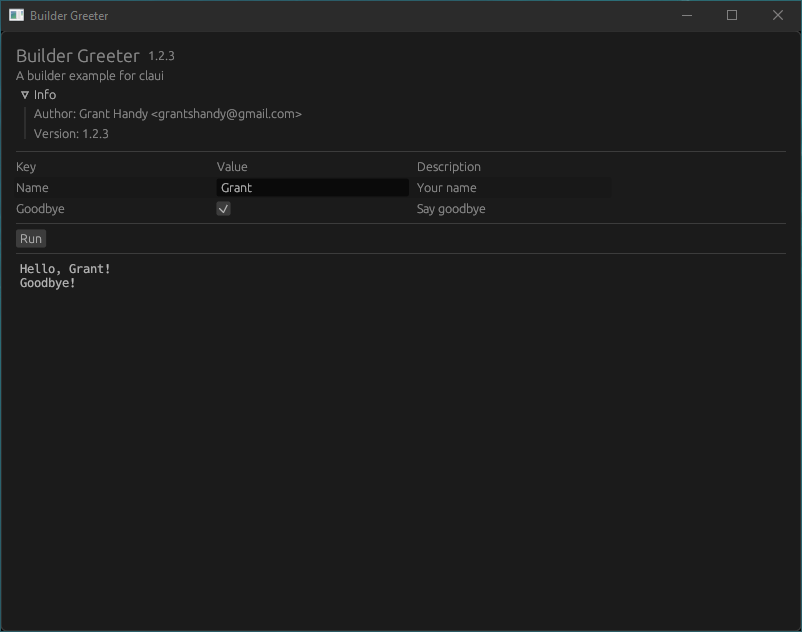 Builder Greeter
Builder Greeter 1.2.3
A builder example for claui
Info
Author: Grant Handy <grantshandy@gmail.com>
Version: 1.2.3
Key Value Description
Name Grant Your name
Goodbye Say goodbye
Run
Hello, Grant!
Goodbye!